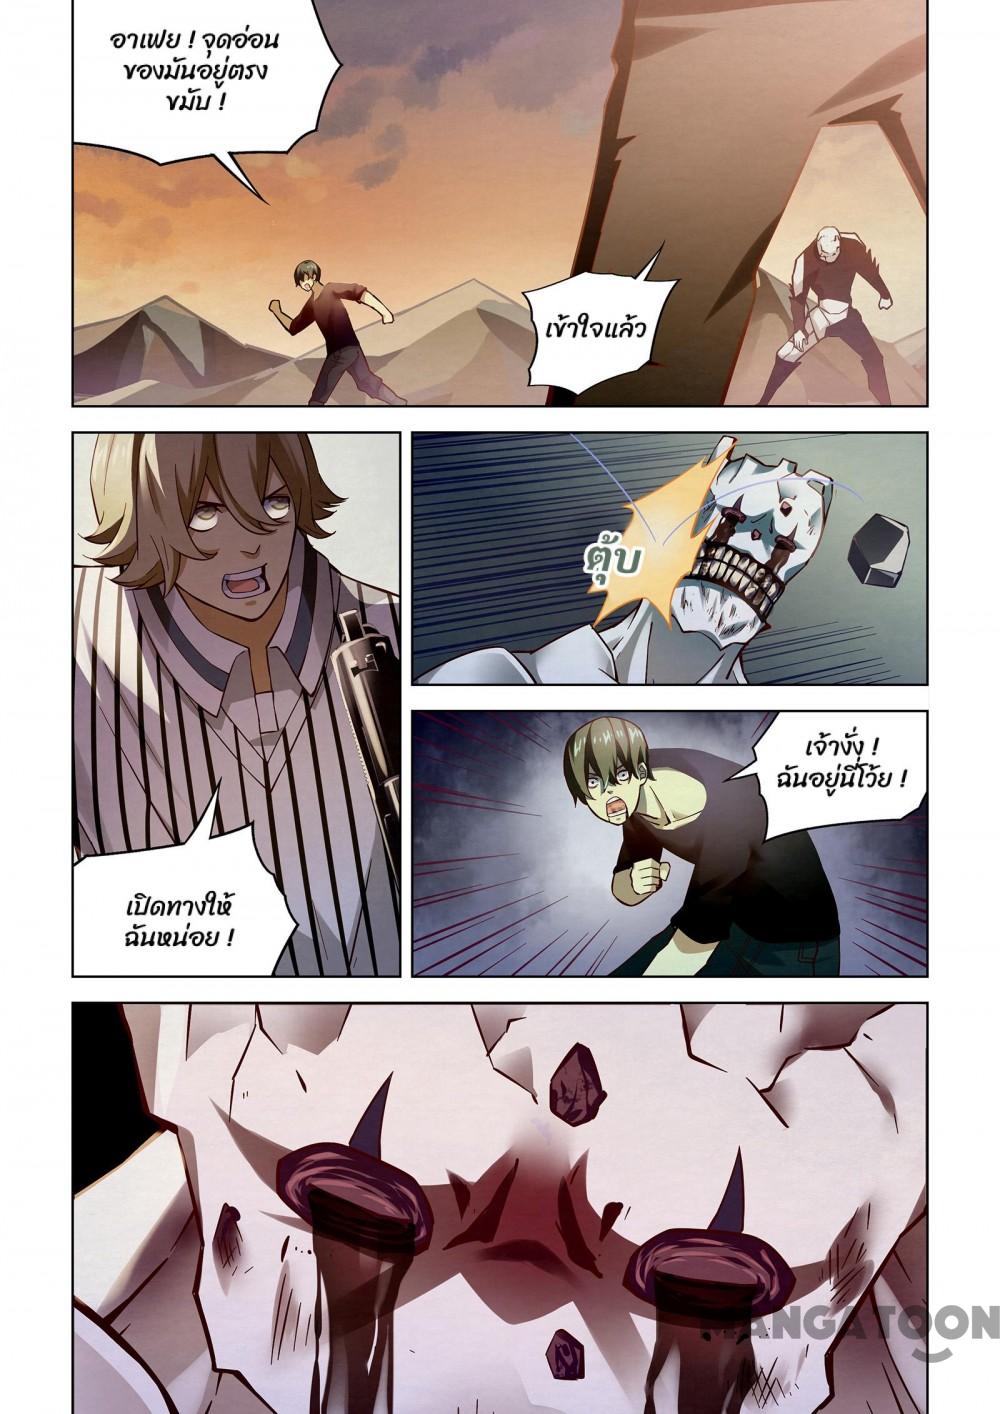 อาเฟย ! จุดอ่อน
ของมันอยู่ตรง
ขมับ !
เข้าใจแล้ว
ตุ้บ
เจ้างั่ง !
ฉันอยู่นี่โว้ย !
เปิดทางให้
ฉันหน่อย !
MANGATOON